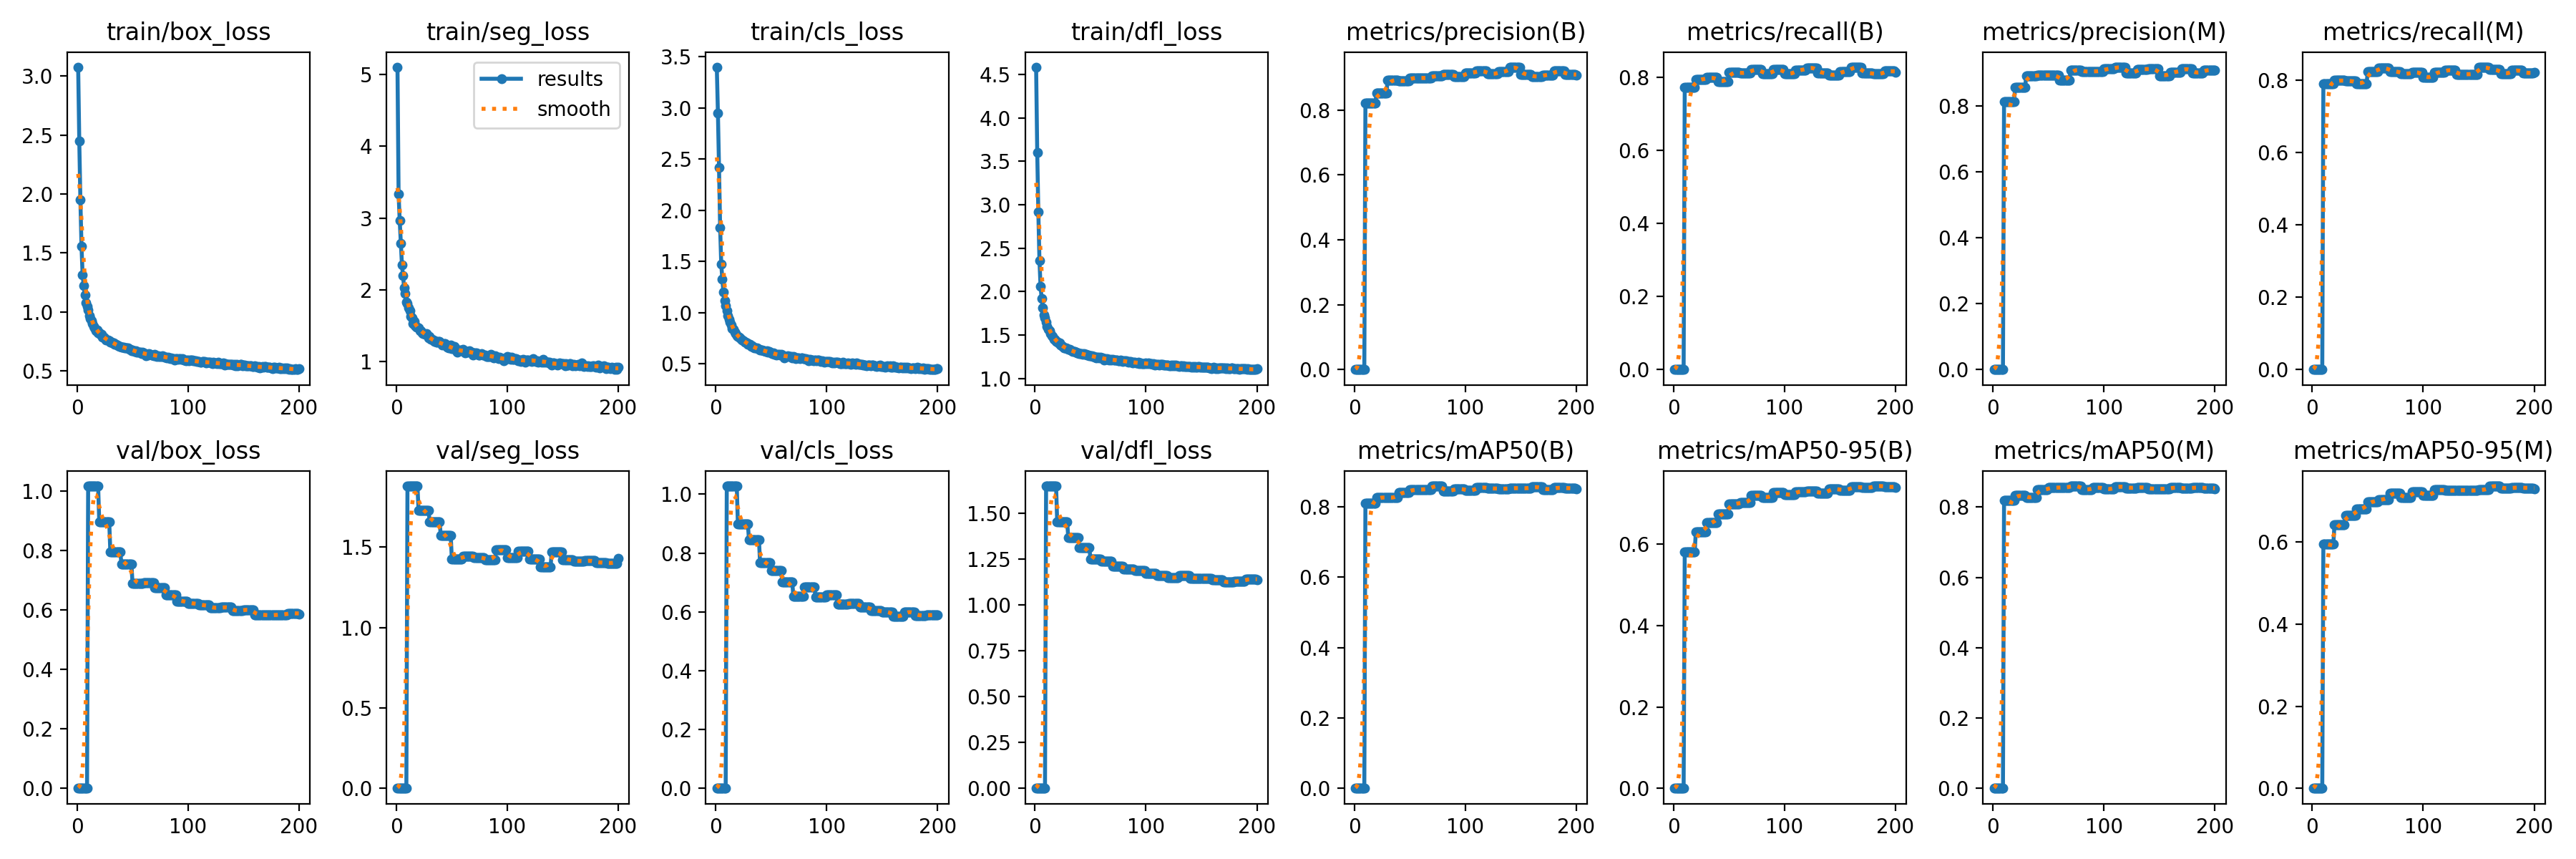 train/box_loss
3.0
2.5
2.0
1.5
1.0
0.5
0 100 200
train/seg_loss
results
smooth
5
4
3
2
1
0 100 200
train/cls_loss
3.5
3.0
2.5
2.0
1.5
1.0
0.5
0 100 200
train/dfl_loss
4.5
4.0
3.5
3.0
2.5
2.0
1.5
1.0
0 100 200
metrics/precision(B)
0.8
0.6
0.4
0.2
0.0
0 100 200
metrics/recall(B)
0.8
0.6
0.4
0.2
0.0
0 100 200
metrics/precision(M)
0.8
0.6
0.4
0.2
0.0
0 100 200
metrics/recall(M)
0.8
0.6
0.4
0.2
0.0
0 100 200
val/box_loss
1.0
0.8
0.6
0.4
0.2
0.0
0 100 200
val/seg_loss
1.5
1.0
0.5
0.0
0 100 200
val/cls_loss
1.0
0.8
0.6
0.4
0.2
0.0
0 100 200
val/dfl_loss
1.50
1.25
1.00
0.75
0.50
0.25
0.00
0 100 200
metrics/mAP50(B)
0.8
0.6
0.4
0.2
0.0
0 100 200
metrics/mAP50-95(B)
0.6
0.4
0.2
0.0
0 100 200
metrics/mAP50(M)
0.8
0.6
0.4
0.2
0.0
0 100 200
metrics/mAP50-95(M)
0.6
0.4
0.2
0.0
0 100 200